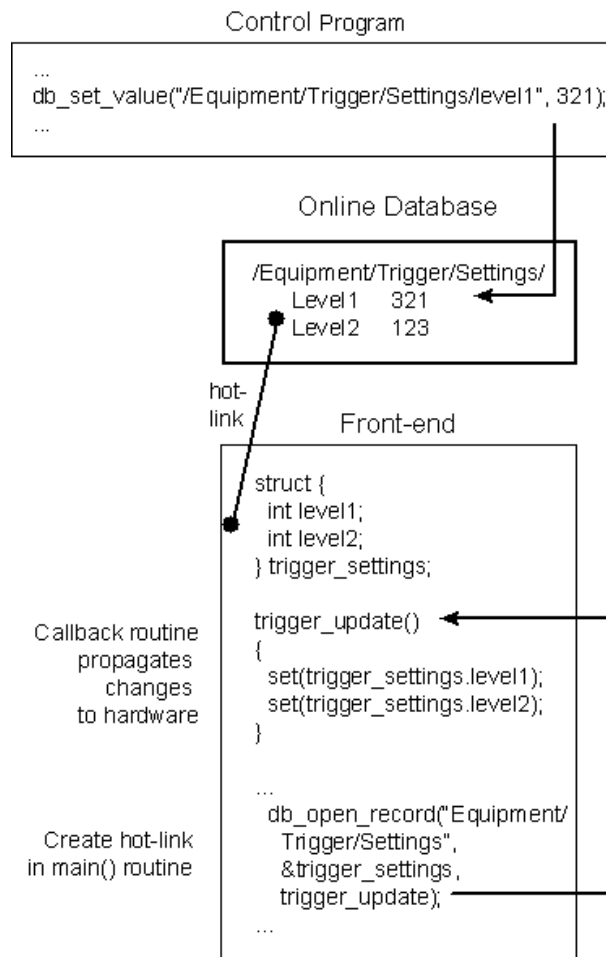 Control Program
...
db_set_value("/Equipment/Trigger/Settings/level1", 321);
...
Online Database
/Equipment/Trigger/Settings/
Level1 321
Level2 123
hot-
link
Front-end
struct {
int level1;
int level2;
} trigger_settings;
Callback routine
propagates
changes
to hardware
trigger_update()
{
set(trigger_settings.level1);
set(trigger_settings.level2);
}
...
Create hot-link
in main() routine
db_open_record("Equipment/
Trigger/Settings",
&trigger_settings,
trigger_update);
...